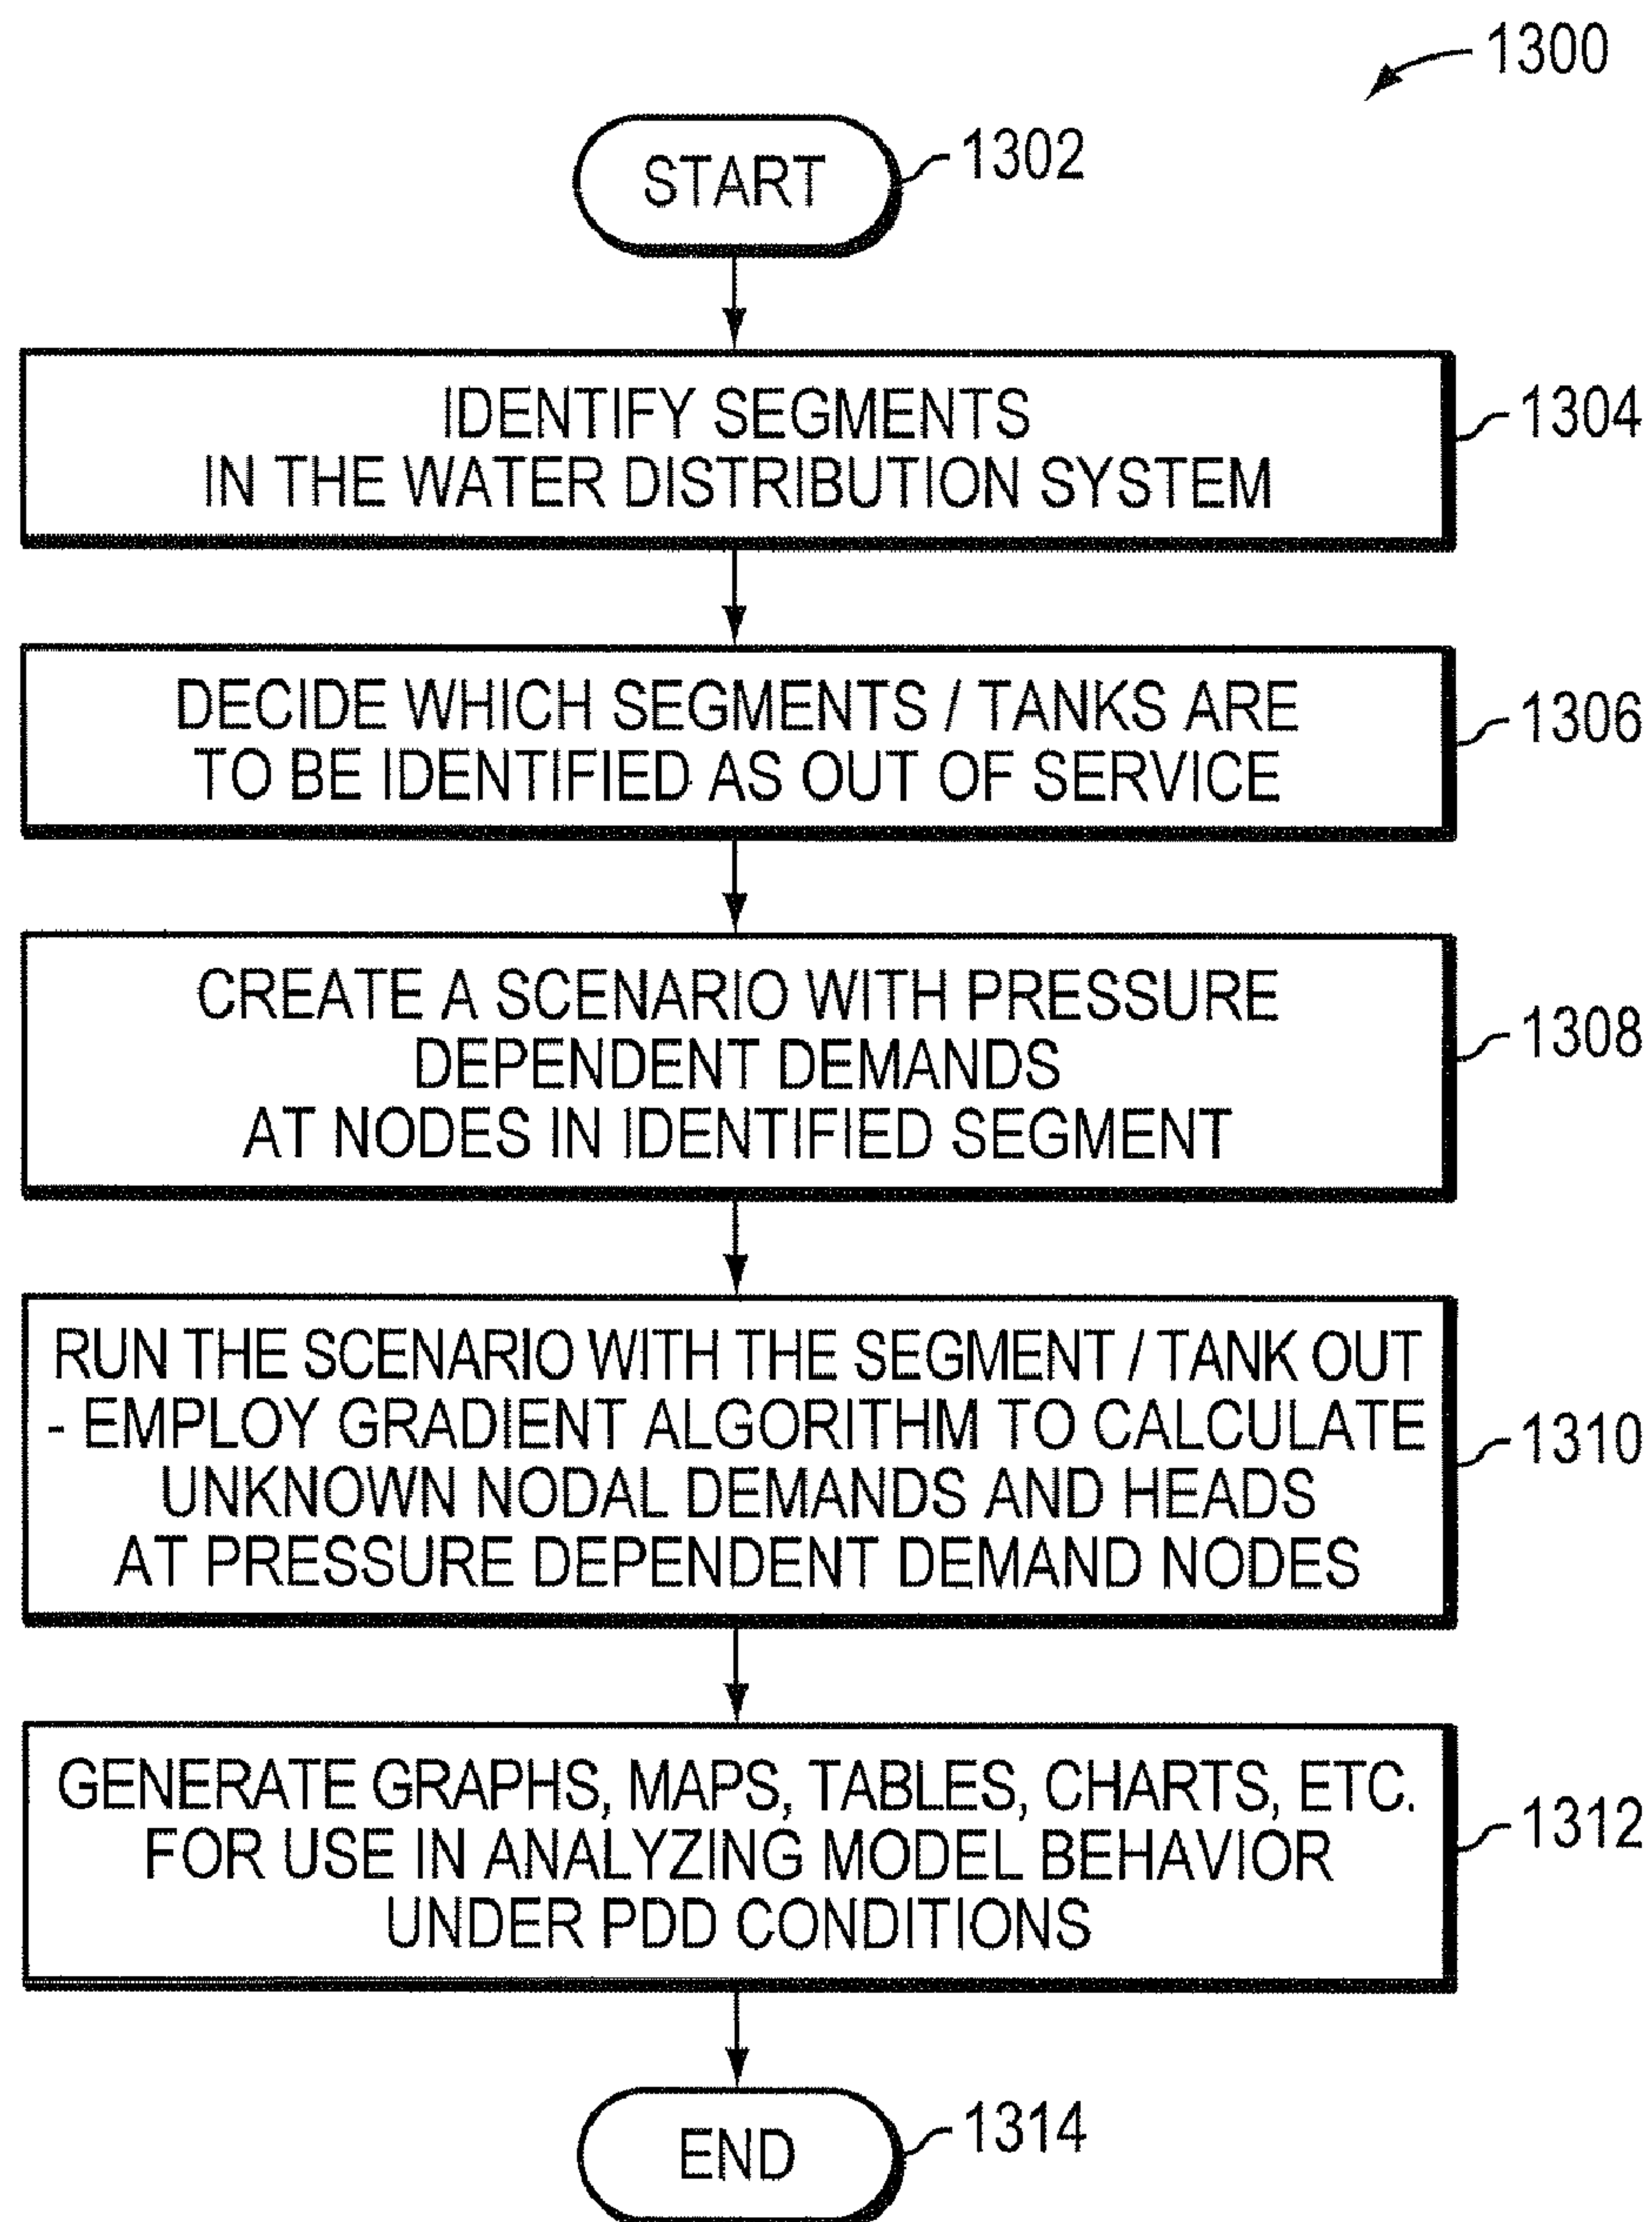 1300
START
1302
IDENTIFY SEGMENTS
IN THE WATER DISTRIBUTION SYSTEM
1304
DECIDE WHICH SEGMENTS / TANKS ARE
TO BE IDENTIFIED AS OUT OF SERVICE
1306
CREATE A SCENARIO WITH PRESSURE
DEPENDENT DEMANDS
AT NODES IN IDENTIFIED SEGMENT
1308
RUN THE SCENARIO WITH THE SEGMENT / TANK OUT
- EMPLOY GRADIENT ALGORITHM TO CALCULATE
UNKNOWN NODAL DEMANDS AND HEADS
AT PRESSURE DEPENDENT DEMAND NODES
1310
GENERATE GRAPHS, MAPS, TABLES, CHARTS, ETC.
FOR USE IN ANALYZING MODEL BEHAVIOR
UNDER PDD CONDITIONS
1312
END
1314